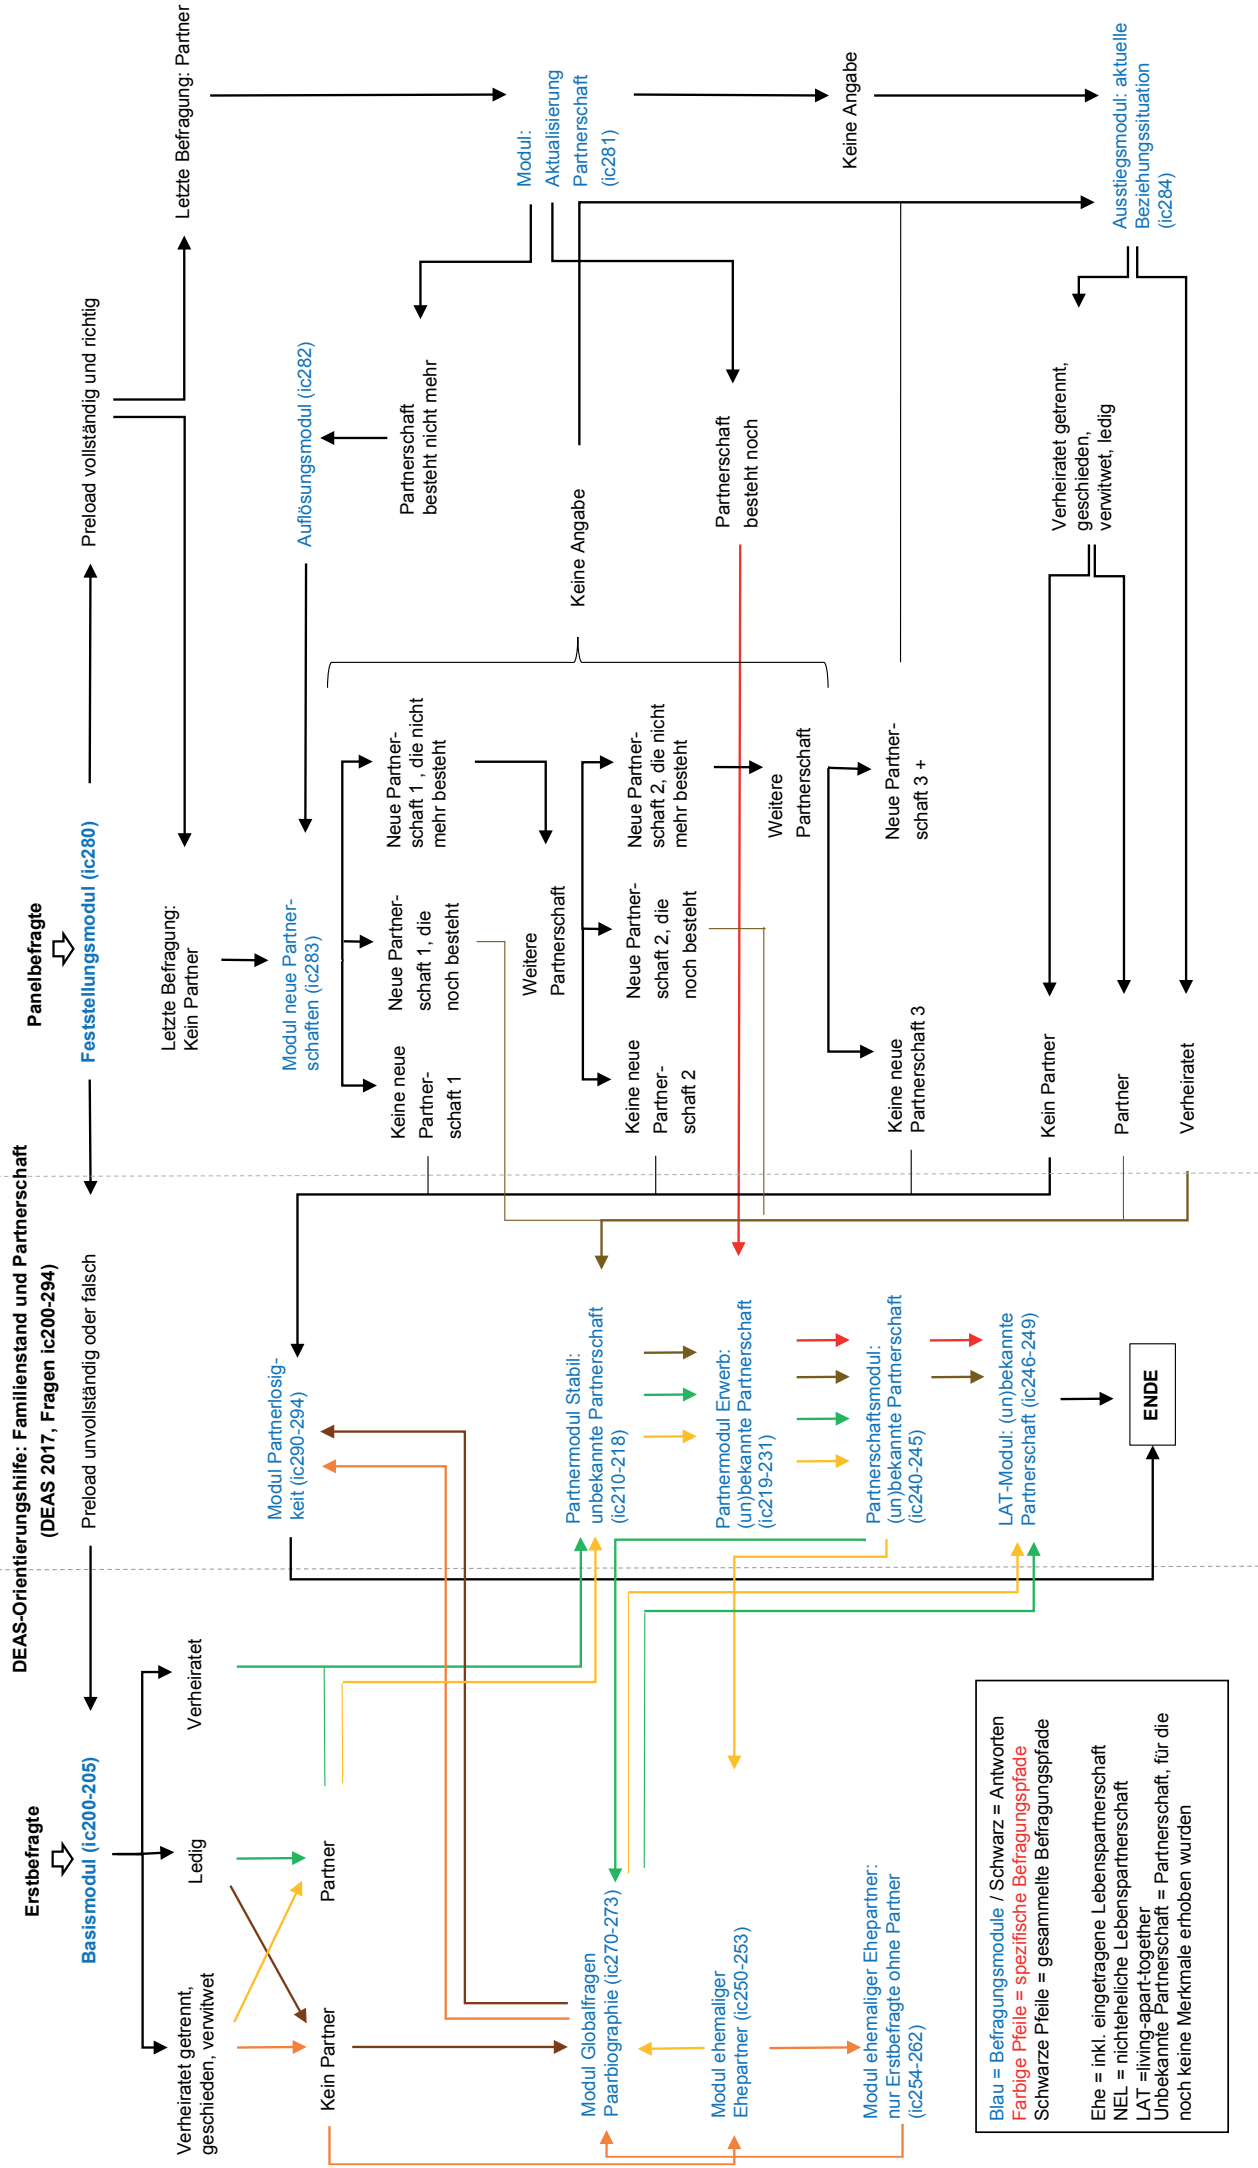 DEAS-Orientierungshilfe: Familienstand und Partnerschaft
(DEAS 2017, Fragen ic200-294)
Erstbefragte
Basismodul (ic200-205)
Verheiratet getrennt,
geschieden, verwitwet
Ledig
Verheiratet
Kein Partner
Partner
Modul Globalfragen
Paarbiographie (ic270-273)
Modul ehemaliger
Ehepartner (ic250-253)
Modul ehemaliger Ehepartner:
nur Erstbefragte ohne Partner
(ic254-262)
Blau = Befragungsmodule / Schwarz = Antworten
Farbige Pfeile = spezifische Befragungspfade
Schwarze Pfeile = gesammelte Befragungspfade
Ehe = inkl. eingetragene Lebenspartnerschaft
NEL = nichteheliche Lebenspartnerschaft
LAT =living-apart-together
Unbekannte Partnerschaft = Partnerschaft, für die
noch keine Merkmale erhoben wurden
Preload unvollständig oder falsch
Modul Partnerlosig-
keit (ic290-294)
Partnermodul Stabil:
unbekannte Partnerschaft
(ic210-218)
Partnermodul Erwerb:
(un)bekannte Partnerschaft
(ic219-231)
Partnerschaftsmodul:
(un)bekannte Partnerschaft
(ic240-245)
LAT-Modul: (un)bekannte
Partnerschaft (ic246-249)
ENDE
Panelbefragte
Feststellungsmodul (ic280)
Preload vollständig und richtig
Letzte Befragung:
Kein Partner
Letzte Befragung: Partner
Modul neue Partner-
schaften (ic283)
Auflösungsmodul (ic282)
Keine neue
Partner-
schaft 1
Neue Partner-
schaft 1, die
noch besteht
Neue Partner-
schaft 1 , die nicht
mehr besteht
Partnerschaft
besteht nicht mehr
Modul:
Aktualisierung
Partnerschaft
(ic281)
Weitere
Partnerschaft
Keine Angabe
Keine neue
Partner-
schaft 2
Neue Partner-
schaft 2, die
noch besteht
Neue Partner-
schaft 2, die nicht
mehr besteht
Partnerschaft
besteht noch
Weitere
Partnerschaft
Keine Angabe
Keine neue
Partnerschaft 3
Neue Partner-
schaft 3 +
Kein Partner
Partner
Verheiratet
Verheiratet getrennt,
geschieden,
verwitwet, ledig
Ausstiegsmodul: aktuelle
Beziehungssituation
(ic284)